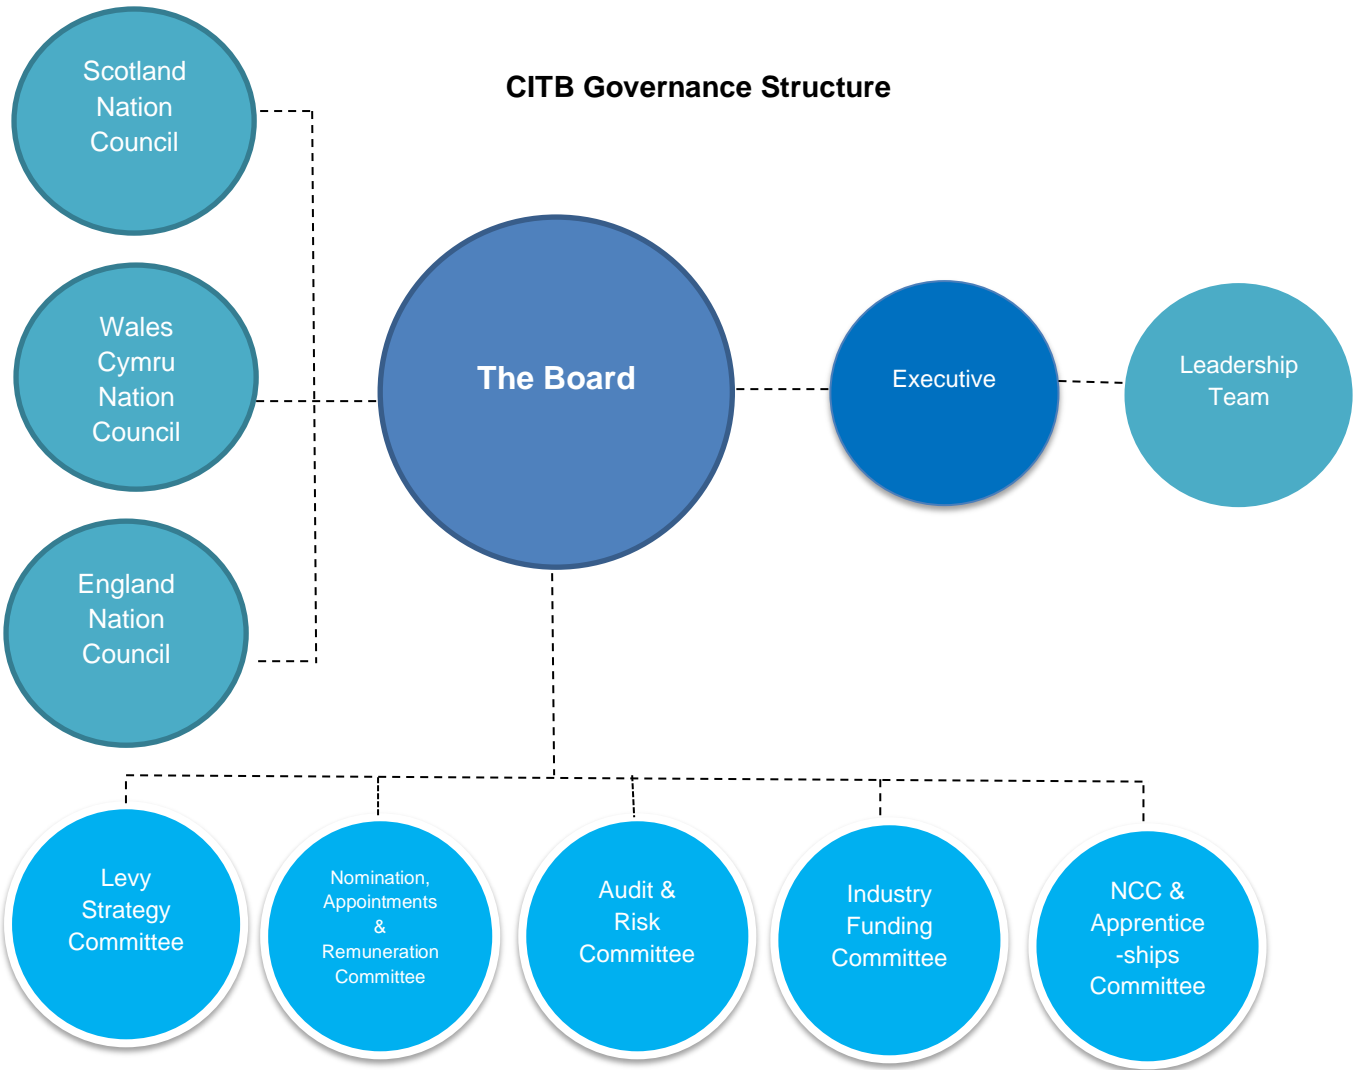 CITB Governance Structure
Scotland
Nation
Council
Wales
Cymru
Nation
Council
England
Nation
Council
The Board
Executive
Leadership
Team
Levy
Strategy
Committee
Nomination,
Appointments
&
Remuneration
Committee
Audit &
Risk
Committee
Industry
Funding
Committee
NCC &
Apprentice
-ships
Committee